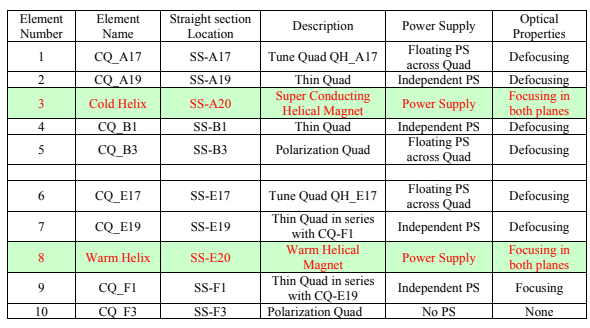 Element Number | Element Name | Straight section Location | Description | Power Supply | Optical Properties
1 | CQ_A17 | SS-A17 | Tune Quad QH_A17 | Floating PS across Quad | Defocusing
2 | CQ_A19 | SS-A19 | Thin Quad | Independent PS | Defocusing
3 | Cold Helix | SS-A20 | Super Conducting Helical Magnet | Power Supply | Focusing in both planes
4 | CQ_B1 | SS-B1 | Thin Quad | Independent PS | Defocusing
5 | CQ_B3 | SS-B3 | Polarization Quad | Floating PS across Quad | Defocusing
6 | CQ_E17 | SS-E17 | Tune Quad QH_E17 | Floating PS across Quad | Defocusing
7 | CQ_E19 | SS-E19 | Thin Quad in series with CQ-F1 | Independent PS | Defocusing
8 | Warm Helix | SS-E20 | Warm Helical Magnet | Power Supply | Focusing in both planes
9 | CQ_F1 | SS-F1 | Thin Quad in series with CQ-E19 | Independent PS | Focusing
10 | CQ_F3 | SS-F3 | Polarization Quad | No PS | None